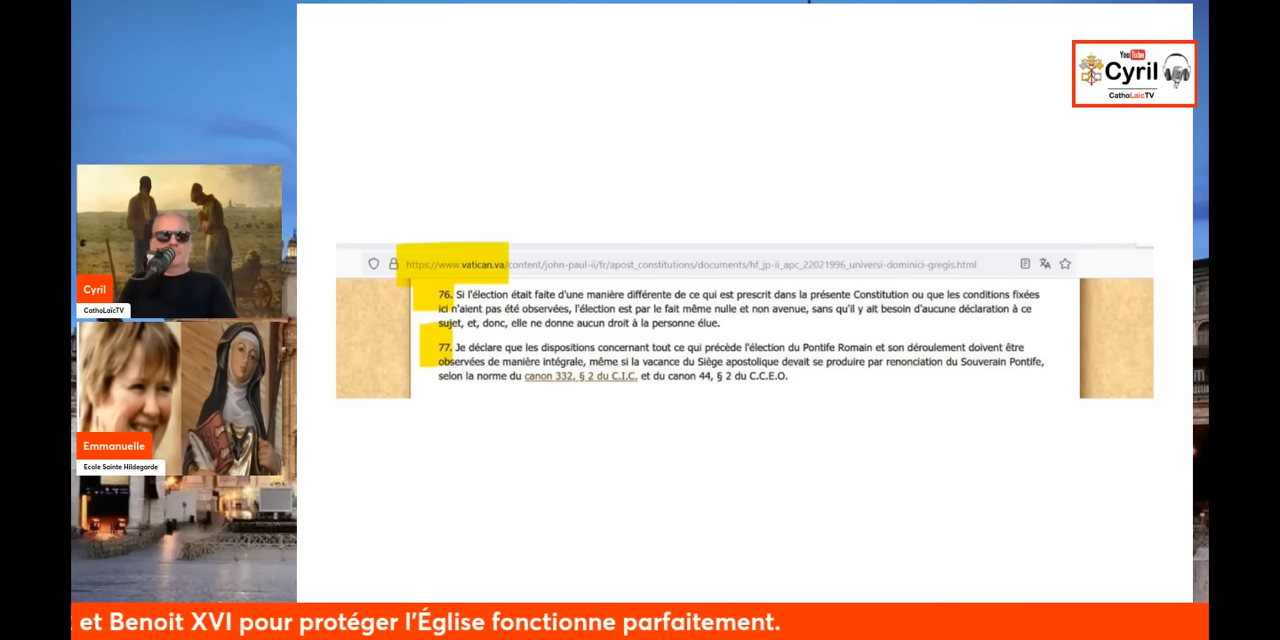 YouTube
Cyril
CathoLaïcTV
https://www.vatican.va/content/john-paul-ii/fr/apost_constitutions/documents/hf_jp-ii_apc_22021996_universi-dominici-gregis.html
76. Si l'élection était faite d'une manière différente de ce qui est prescrit dans la présente Constitution ou que les conditions fixées
ici n'aient pas été observées, l'élection est par le fait même nulle et non avenue, sans qu'il y ait besoin d'aucune déclaration à ce
sujet, et, donc, elle ne donne aucun droit à la personne élue.
77. Je déclare que les dispositions concernant tout ce qui précède l'élection du Pontife Romain et son déroulement doivent être
observées de manière intégrale, même si la vacance du Siège apostolique devait se produire par renonciation du Souverain Pontife,
selon la norme du canon 332, § 2 du C.I.C. et du canon 44, § 2 du C.C.E.O.
Cyril
CathoLaïcTV
Emmanuelle
Ecole Sainte Hildegarde
et Benoit XVI pour protéger l'Église fonctionne parfaitement.